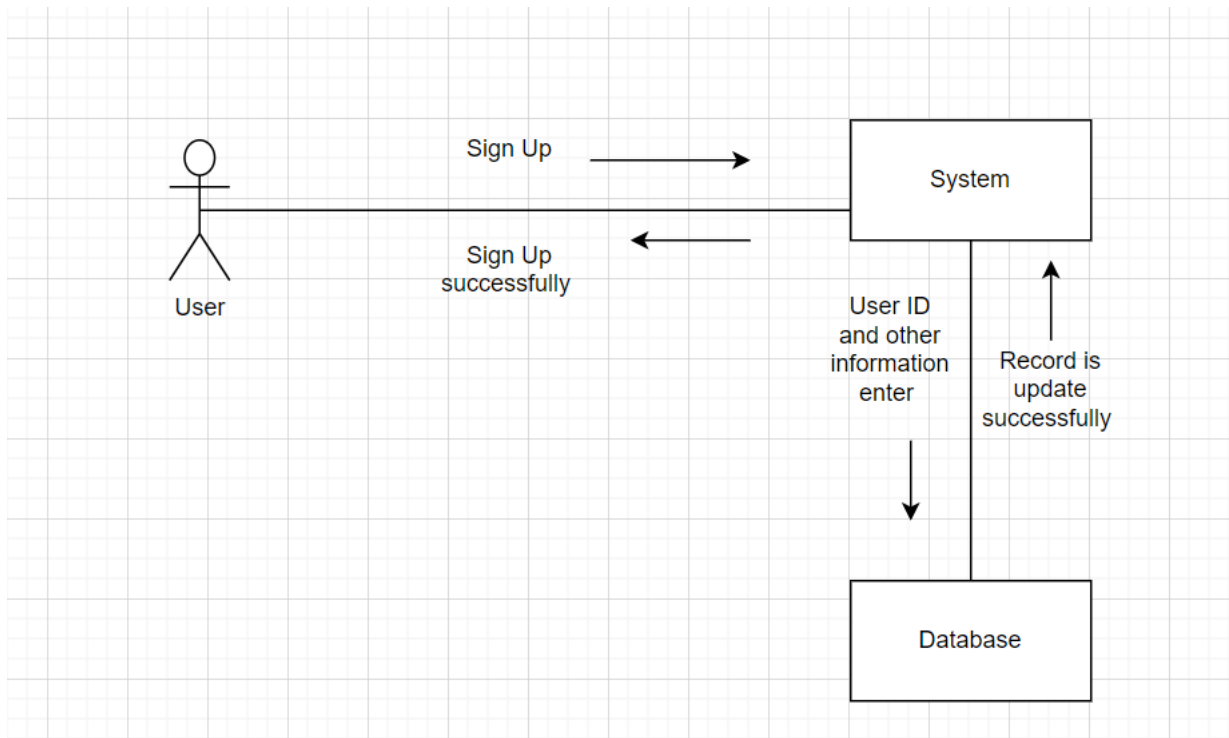 Sign Up
System
Sign Up
successfully
User
User ID
and other
information
enter
Record is
update
successfully
Database